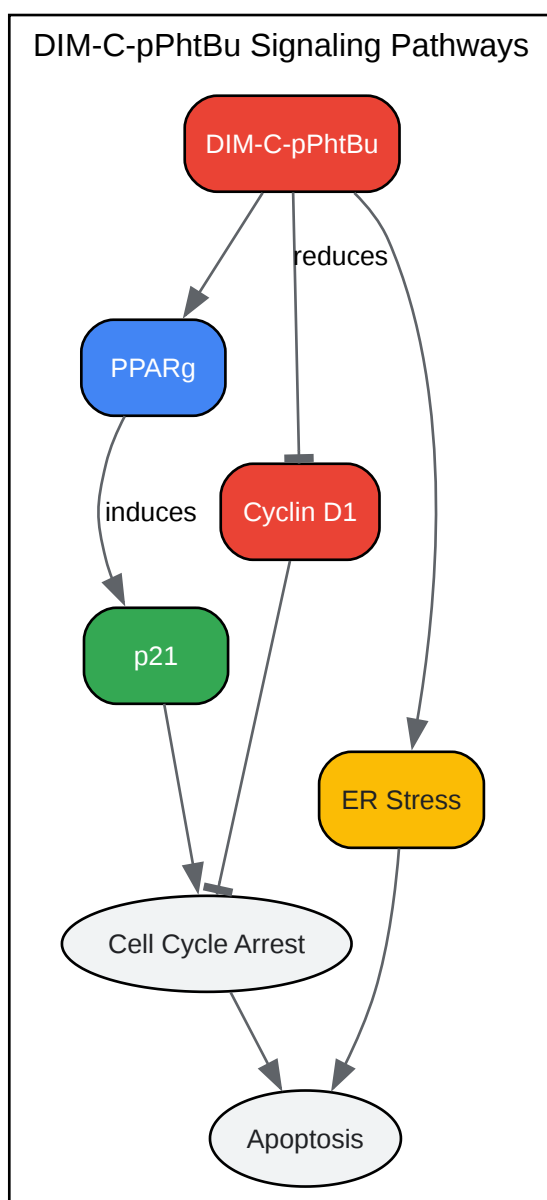 DIM-C-pPhtBu Signaling Pathways
DIM-C-pPhtBu
reduces
PPARg
Cyclin D1
induces
p21
ER Stress
Cell Cycle Arrest
Apoptosis